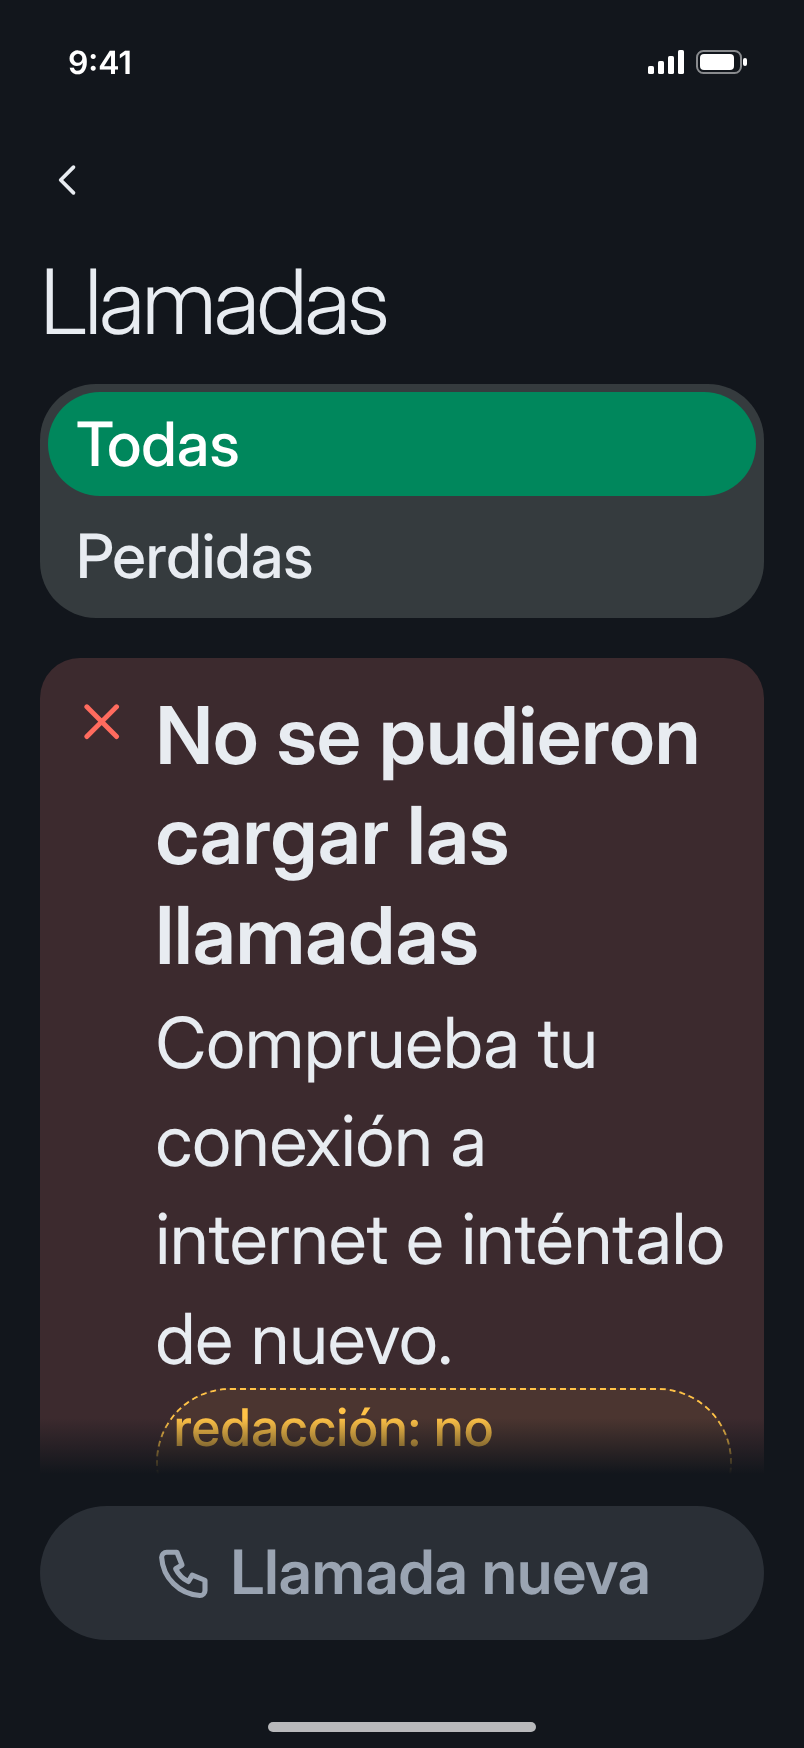 9:41
Llamadas
Todas
Perdidas
No se pudieron
cargar las
llamadas
Comprueba tu
conexión a
internet e inténtalo
de nuevo.
redacción: no
Llamada nueva